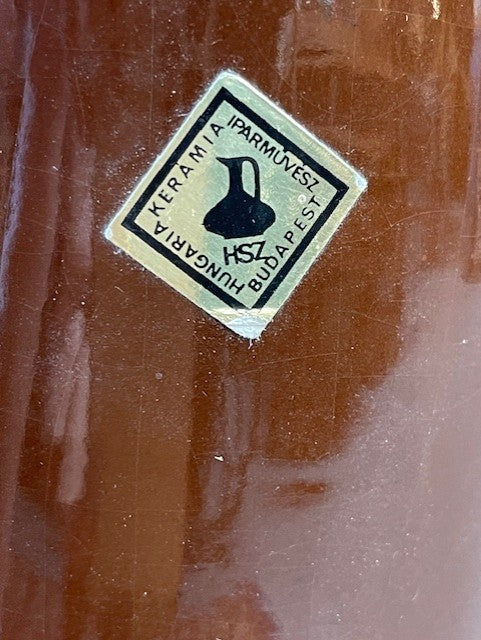 IPARMŰVÉSZ
KERÁMIA
HSZ
HUNGARIA
BUDAPEST